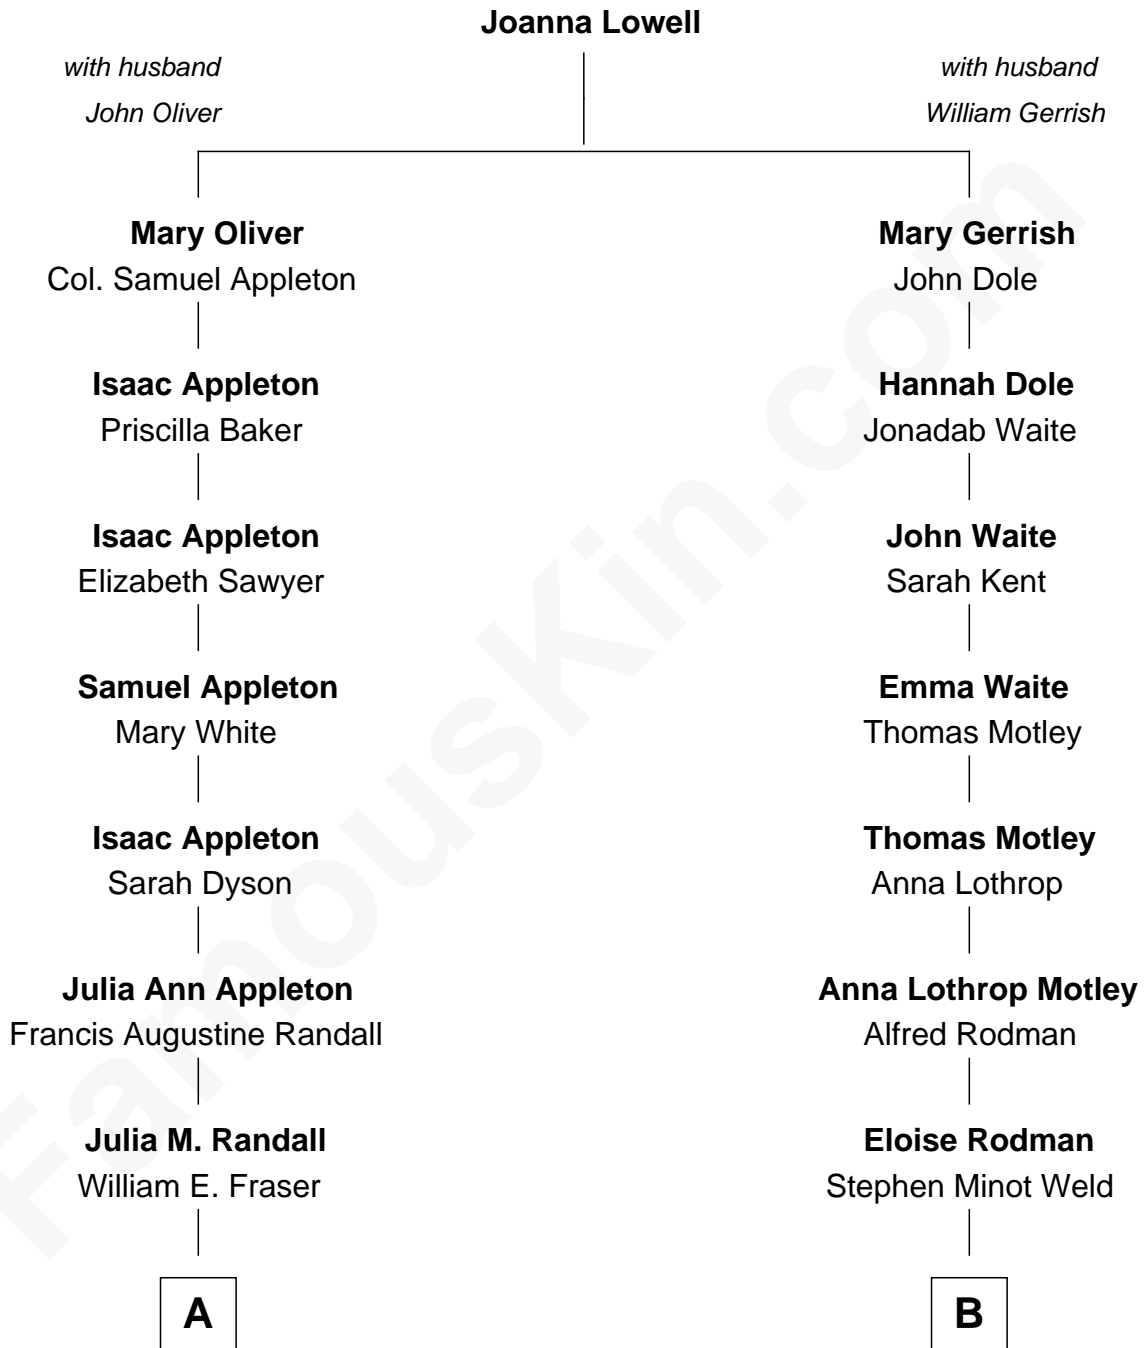 Joanna Lowell
with husband
John Oliver
with husband
William Gerrish
Mary Oliver
Col. Samuel Appleton
Mary Gerrish
John Dole
Isaac Appleton
Priscilla Baker
Hannah Dole
Jonadab Waite
Isaac Appleton
Elizabeth Sawyer
John Waite
Sarah Kent
Samuel Appleton
Mary White
Emma Waite
Thomas Motley
Isaac Appleton
Sarah Dyson
Thomas Motley
Anna Lothrop
Julia Ann Appleton
Francis Augustine Randall
Anna Lothrop Motley
Alfred Rodman
Julia M. Randall
William E. Fraser
Eloise Rodman
Stephen Minot Weld
A
B
FamousKin.com